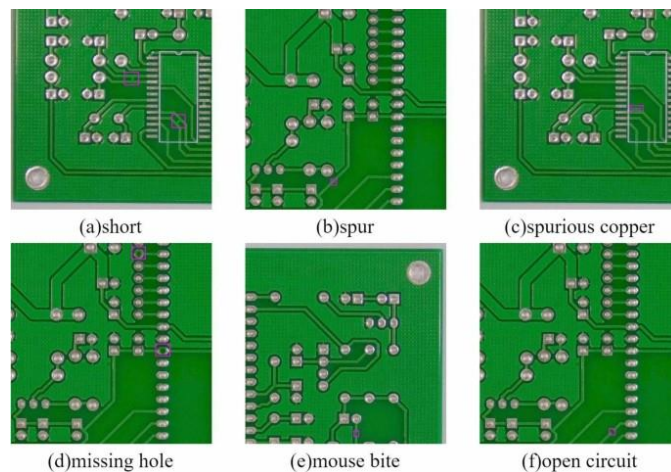 (a)short
(b)spur
(c)spurious copper
(d)missing hole
(e)mouse bite
(f)open circuit